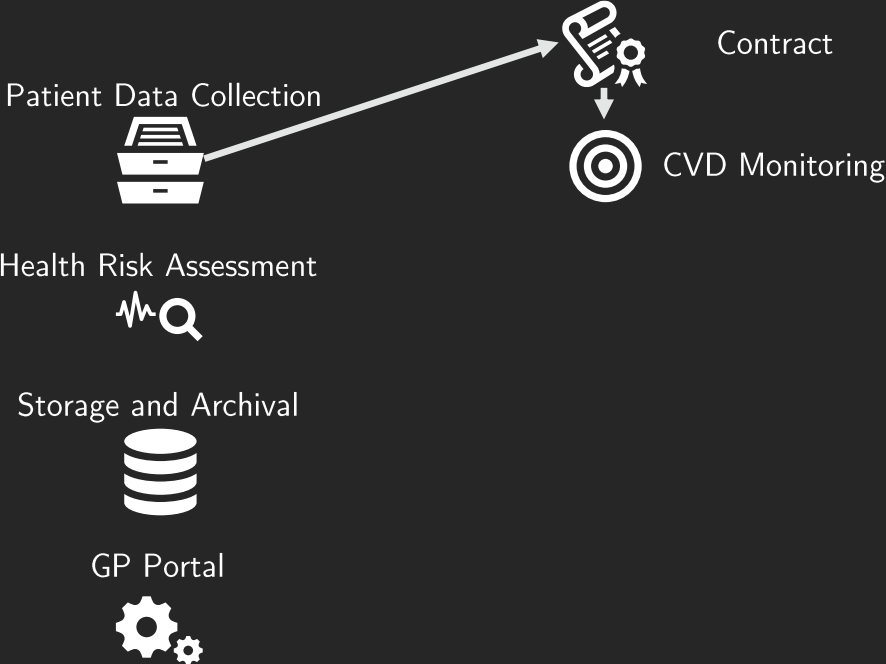 Contract
Patient Data Collection
CVD Monitoring
Health Risk Assessment
Storage and Archival
GP Portal